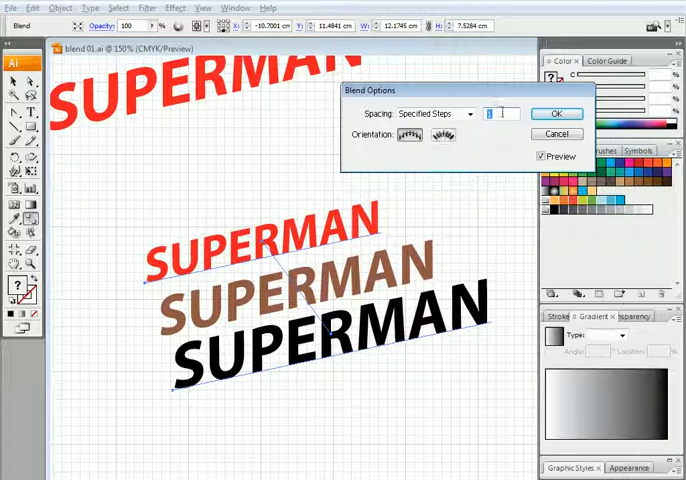 File Edit Object Type Select Filter Effect View Window Help
Blend Opacity: 100 X: -10.7001 cm Y: 11.4841 cm W: 12.1745 cm H: 7.5284 cm
Ai
blend 01.ai @ 150% (CMYK/Preview)
SUPERMAN
Blend Options
Spacing: Specified Steps 1 OK
Orientation: Cancel
Preview
SUPERMAN
SUPERMAN
SUPERMAN
Color Color Guide
C %
%
%
%
Brushes Symbols
Stroke Gradient Transparency
Type:
Angle: Location: %
Graphic Styles Appearance
? ?